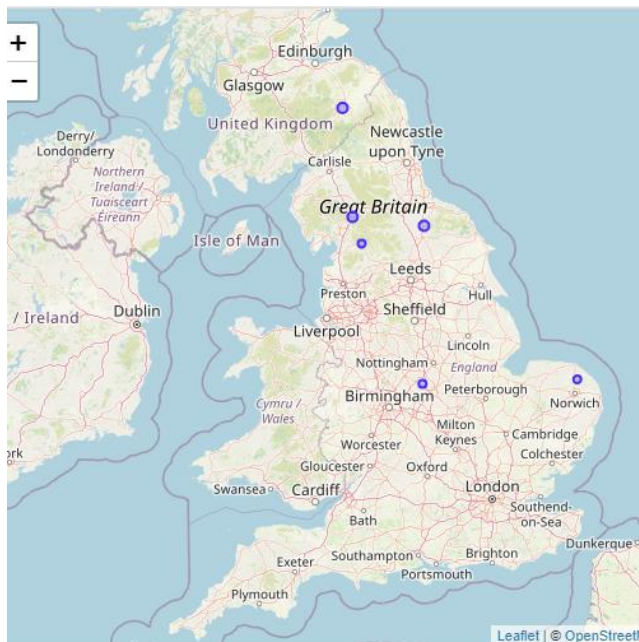 +
−
Edinburgh
Glasgow
United Kingdom
Derry/
Londonderry
Newcastle
upon Tyne
Carlisle
Northern
Ireland /
Tuaisceart
Éireann
Great Britain
Isle of Man
Leeds
Preston
Hull
/ Ireland
Dublin
Liverpool
Sheffield
Lincoln
Nottingham
England
Birmingham
Peterborough
Norwich
Cymru /
Wales
Worcester
Milton
Keynes
Cambridge
Colchester
Gloucester
Oxford
Swansea
Cardiff
London
Southend-
on-Sea
Bath
Dunkerque
Exeter
Southampton
Brighton
Portsmouth
Plymouth
ork
Leaflet | © OpenStreetM